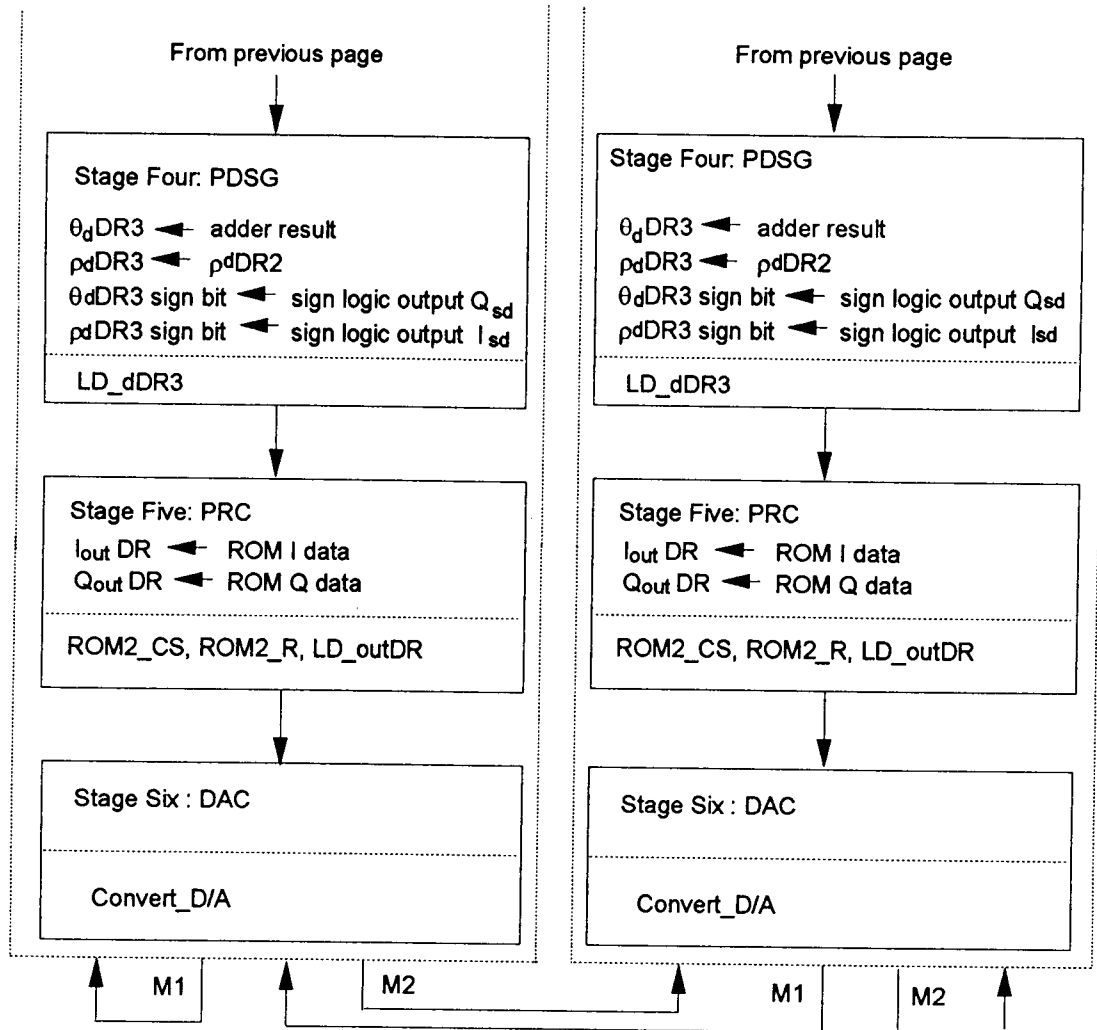 From previous page
Stage Four: PDSG
θdDR3 ← adder result
ρdDR3 ← ρdDR2
θdDR3 sign bit ← sign logic output Qsd
ρdDR3 sign bit ← sign logic output Isd
LD_dDR3
Stage Five: PRC
Iout DR ← ROM I data
Qout DR ← ROM Q data
ROM2_CS, ROM2_R, LD_outDR
Stage Six : DAC
Convert_D/A
M1
M2
From previous page
Stage Four: PDSG
θdDR3 ← adder result
ρdDR3 ← ρdDR2
θdDR3 sign bit ← sign logic output Qsd
ρdDR3 sign bit ← sign logic output Isd
LD_dDR3
Stage Five: PRC
Iout DR ← ROM I data
Qout DR ← ROM Q data
ROM2_CS, ROM2_R, LD_outDR
Stage Six : DAC
Convert_D/A
M1
M2